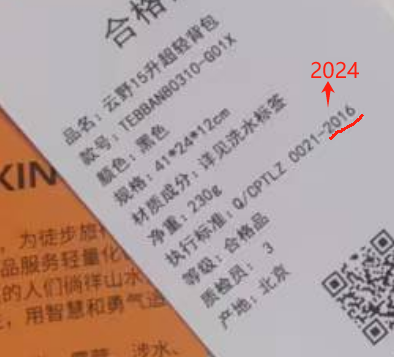 合格
品名：云野15升超轻背包
款号：TEBBAN80310-G01X
颜色：黑色
规格：41*24*12cm
材质成分：详见洗水标签
净重：230g
执行标准：Q/CPTLZ 0021-2016
等级：合格品
质检员：3
产地：北京
2024
KIN
，为徒步旅
品服务轻量化
的人们徜徉山水
，用智慧和勇气追
涉水、